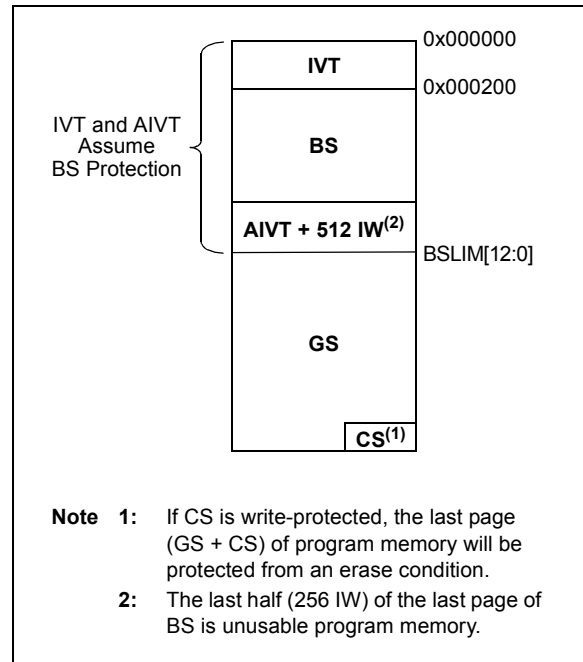 0x000000
IVT
0x000200
IVT and AIVT
Assume
BS Protection
BS
AIVT + 512 IW(2)
BSLIM[12:0]
GS
CS(1)
Note 1: If CS is write-protected, the last page
(GS + CS) of program memory will be
protected from an erase condition.
2: The last half (256 IW) of the last page of
BS is unusable program memory.